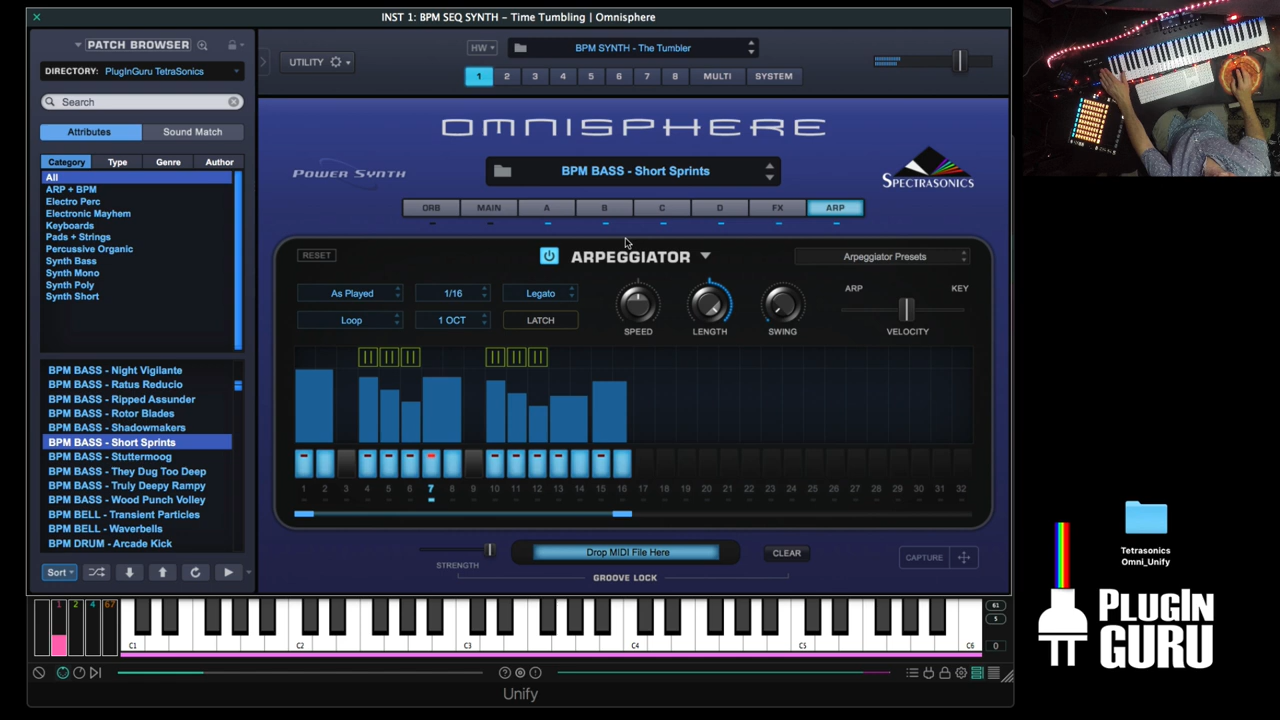 INST 1: BPM SEQ SYNTH - Time Tumbling | Omnisphere
PATCH BROWSER
DIRECTORY: PlugInGuru TetraSonics
Search
Attributes
Sound Match
Category Type Genre Author
All
ARP + BPM
Electro Perc
Electronic Mayhem
Keyboards
Pads + Strings
Percussive Organic
Synth Bass
Synth Mono
Synth Poly
Synth Short
BPM BASS - Night Vigilante
BPM BASS - Ratus Reducio
BPM BASS - Ripped Assunder
BPM BASS - Rotor Blades
BPM BASS - Shadowmakers
BPM BASS - Short Sprints
BPM BASS - Stuttermoog
BPM BASS - They Dug Too Deep
BPM BASS - Truly Deepy Rampy
BPM BASS - Wood Punch Volley
BPM BELL - Transient Particles
BPM BELL - Waverbells
BPM DRUM - Arcade Kick
Sort
UTILITY
HW
BPM SYNTH - The Tumbler
1 2 3 4 5 6 7 8 MULTI SYSTEM
OMNISPHERE
POWER SYNTH
BPM BASS - Short Sprints
SPECTRASONICS
ORB MAIN A B C D FX ARP
RESET
ARPEGGIATOR
Arpeggiator Presets
As Played 1/16 Legato
Loop 1 OCT LATCH
SPEED LENGTH SWING
ARP KEY
VELOCITY
1 2 3 4 5 6 7 8 9 10 11 12 13 14 15 16 17 18 19 20 21 22 23 24 25 26 27 28 29 30 31 32
STRENGTH
Drop MIDI File Here
CLEAR
GROOVE LOCK
CAPTURE
1 2 4 67
C1 C2 C3 C4 C5 C6
61
5
0
Unify
Tetrasonics
Omni_Unify
PLUGIN
GURU